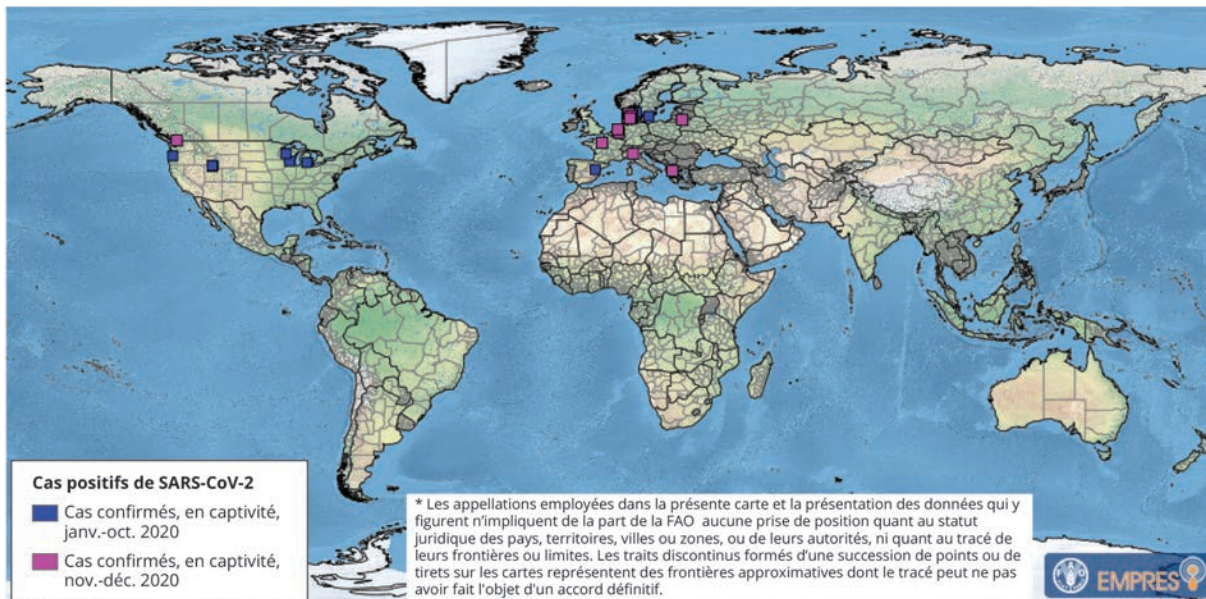 Cas positifs de SARS-CoV-2
Cas confirmés, en captivité,
janv.-oct. 2020
Cas confirmés, en captivité,
nov.-déc. 2020
* Les appellations employées dans la présente carte et la présentation des données qui y
figurent n’impliquent de la part de la FAO aucune prise de position quant au statut
juridique des pays, territoires, villes ou zones, ou de leurs autorités, ni quant au tracé de
leurs frontières ou limites. Les traits discontinus formés d’une succession de points ou de
tirets sur les cartes représentent des frontières approximatives dont le tracé peut ne pas
avoir fait l'objet d'un accord définitif.
FAO
EMPRES